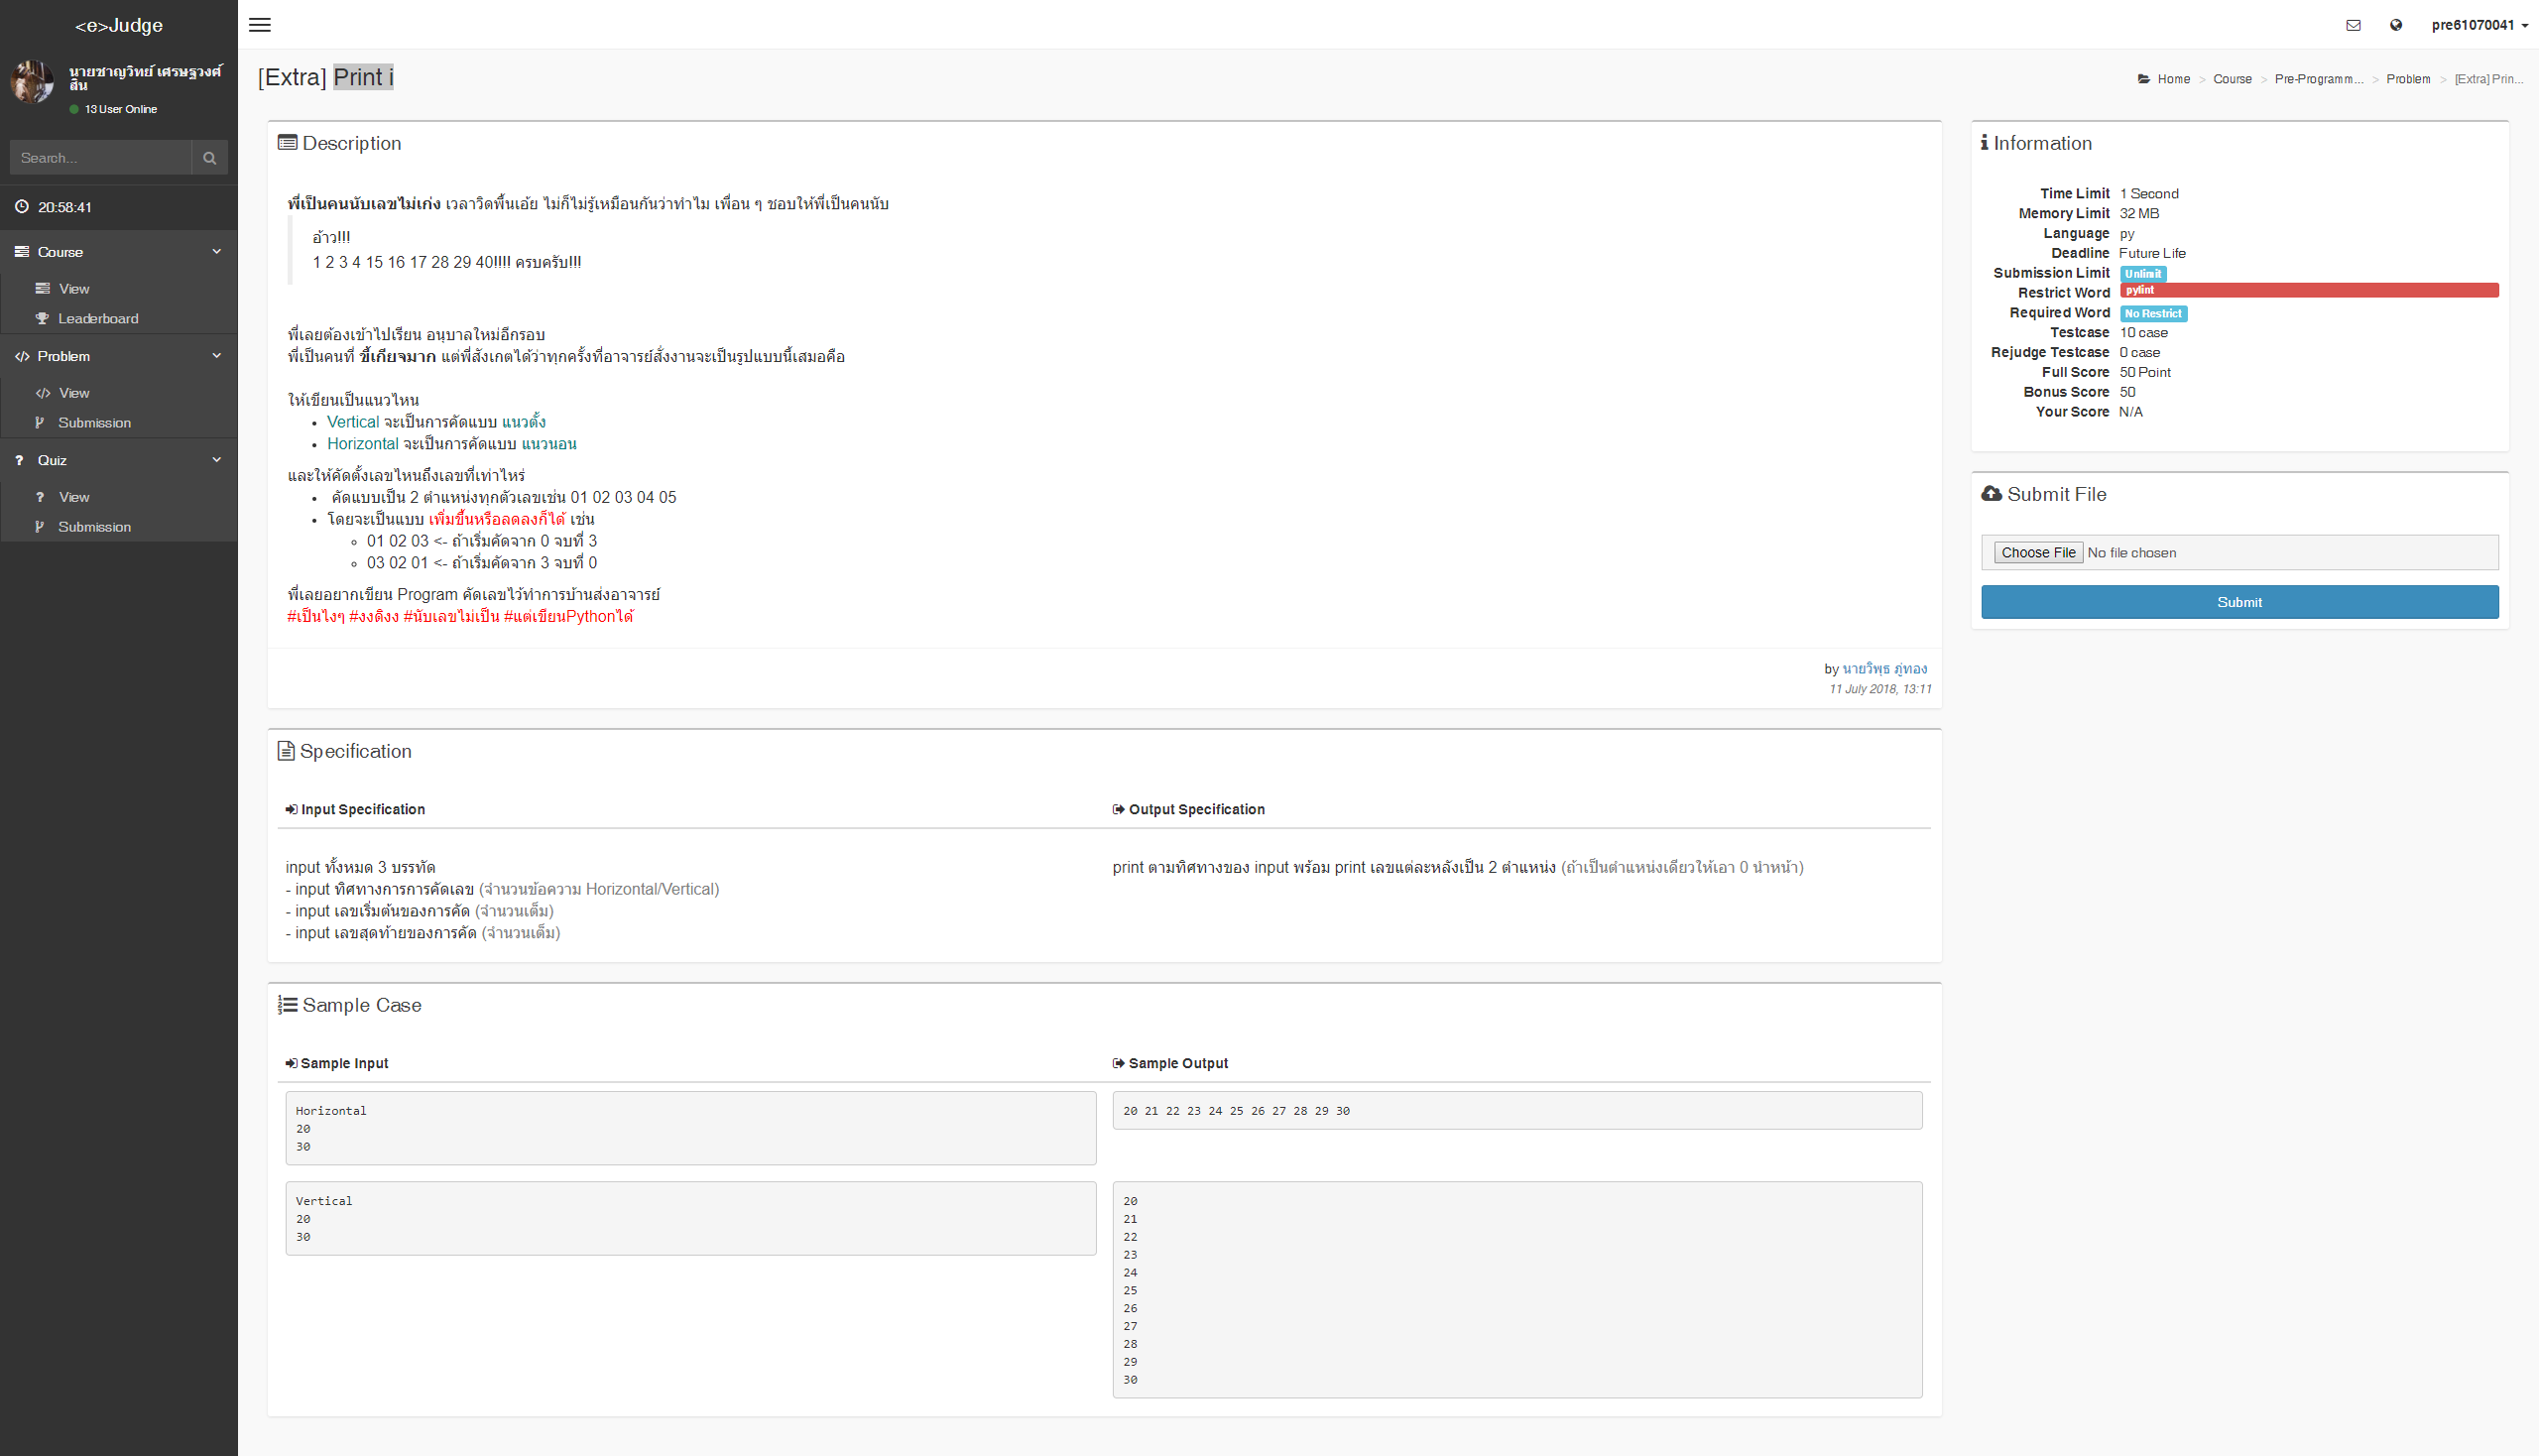 <e>Judge
pre61070041
นายชาญวิทย์ เศรษฐวงศ์
สิน
13 User Online
Search...
20:58:41
Course
View
Leaderboard
Problem
View
Submission
Quiz
View
Submission
[Extra] Print i
Home > Course > Pre-Programm... > Problem > [Extra] Prin...
Description
พี่เป็นคนนับเลขไม่เก่ง เวลาวิดพื้นเอ้ย ไม่ก็ไม่รู้เหมือนกันว่าทำไม เพื่อน ๆ ชอบให้พี่เป็นคนนับ
อ้าว!!!
1 2 3 4 15 16 17 28 29 40!!!! ครบครับ!!!
พี่เลยต้องเข้าไปเรียน อนุบาลใหม่อีกรอบ
พี่เป็นคนที่ ขี้เกียจมาก แต่พี่สังเกตได้ว่าทุกครั้งที่อาจารย์สั่งงานจะเป็นรูปแบบนี้เสมอคือ
ให้เขียนเป็นแนวไหน
• Vertical จะเป็นการคัดแบบ แนวตั้ง
• Horizontal จะเป็นการคัดแบบ แนวนอน
และให้คัดตั้งเลขไหนถึงเลขที่เท่าไหร่
• คัดแบบเป็น 2 ตำแหน่งทุกตัวเลขเช่น 01 02 03 04 05
• โดยจะเป็นแบบ เพิ่มขึ้นหรือลดลงก็ได้ เช่น
◦ 01 02 03 <- ถ้าเริ่มคัดจาก 0 จบที่ 3
◦ 03 02 01 <- ถ้าเริ่มคัดจาก 3 จบที่ 0
พี่เลยอยากเขียน Program คัดเลขไว้ทำการบ้านส่งอาจารย์
#เป็นไงๆ #งงดิงง #นับเลขไม่เป็น #แต่เขียนPythonได้
by นายวิพุธ ภู่ทอง
11 July 2018, 13:11
Specification
Input Specification
input ทั้งหมด 3 บรรทัด
- input ทิศทางการการคัดเลข (จำนวนข้อความ Horizontal/Vertical)
- input เลขเริ่มต้นของการคัด (จำนวนเต็ม)
- input เลขสุดท้ายของการคัด (จำนวนเต็ม)
Output Specification
print ตามทิศทางของ input พร้อม print เลขแต่ละหลังเป็น 2 ตำแหน่ง (ถ้าเป็นตำแหน่งเดียวให้เอา 0 นำหน้า)
Sample Case
Sample Input
Sample Output
Horizontal
20
30
20 21 22 23 24 25 26 27 28 29 30
Vertical
20
30
20
21
22
23
24
25
26
27
28
29
30
Information
Time Limit 1 Second
Memory Limit 32 MB
Language py
Deadline Future Life
Submission Limit Unlimit
Restrict Word pylint
Required Word No Restrict
Testcase 10 case
Rejudge Testcase 0 case
Full Score 50 Point
Bonus Score 50
Your Score N/A
Submit File
Choose File No file chosen
Submit